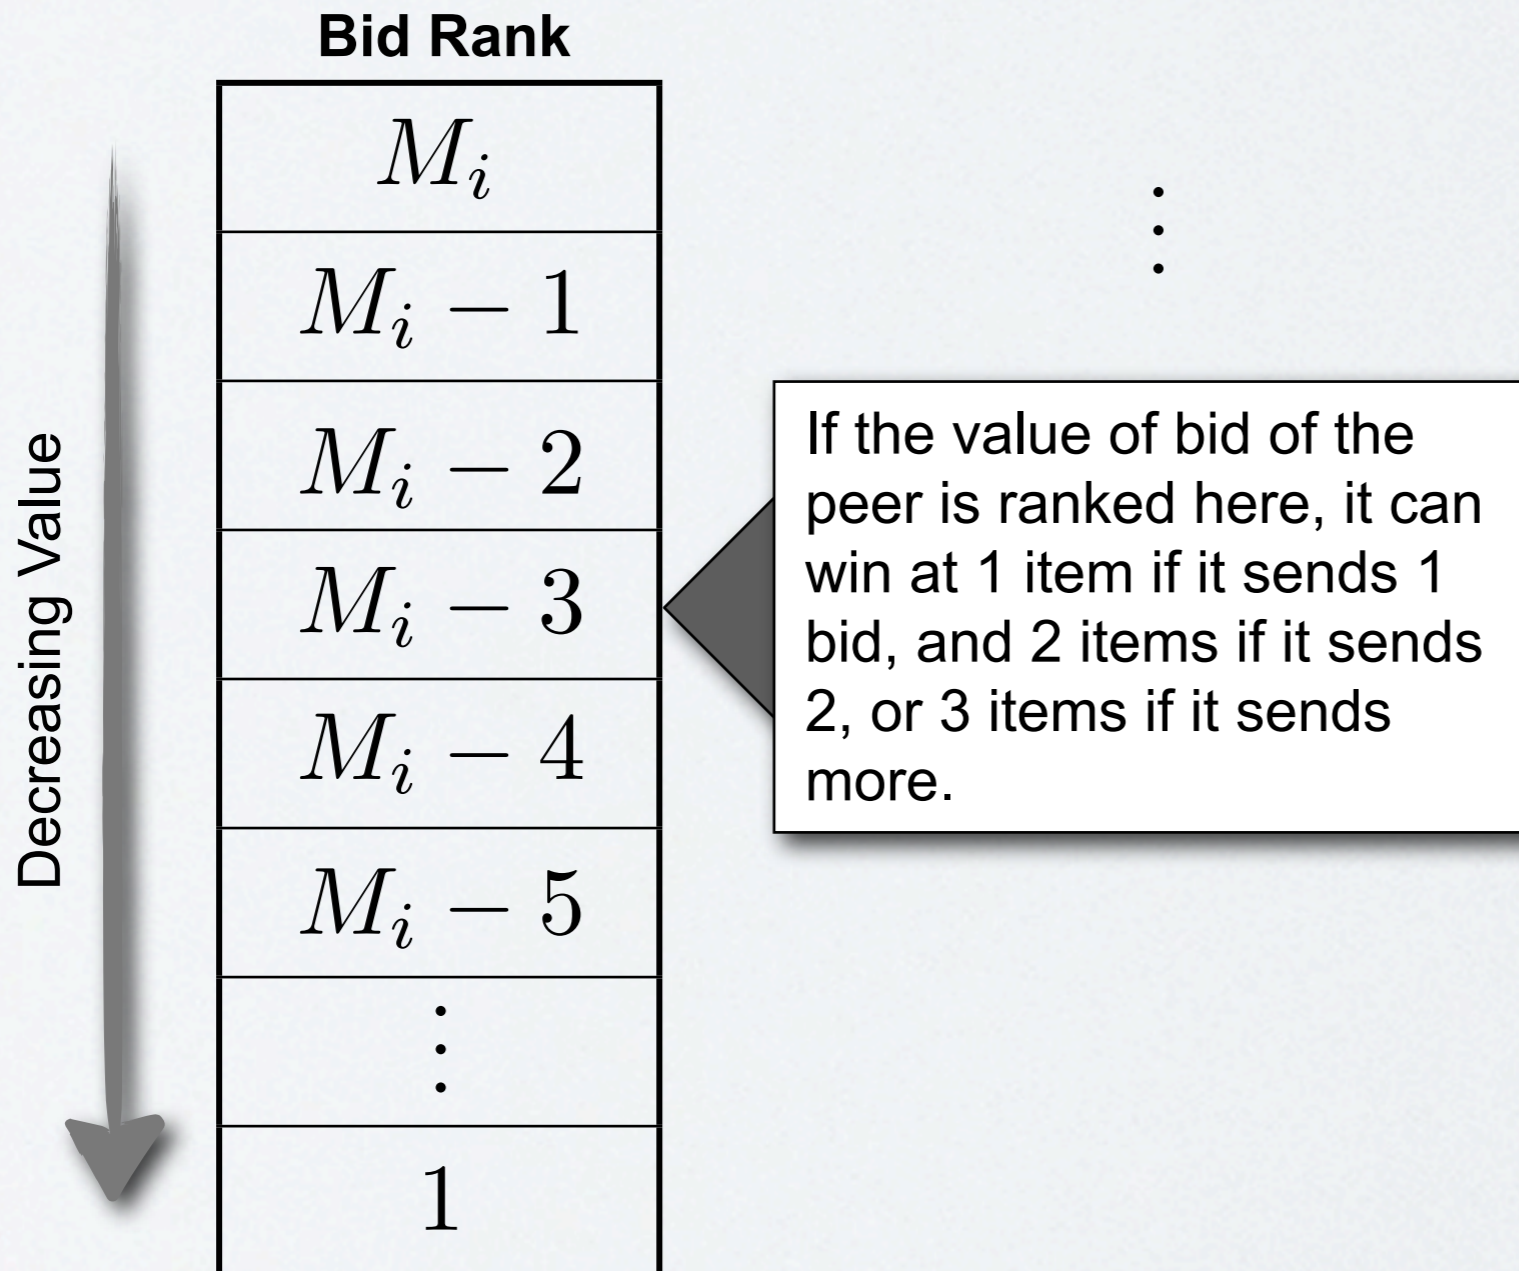 Bid Rank
Decreasing Value
M_i
M_i − 1
M_i − 2
M_i − 3
M_i − 4
M_i − 5
⋮
1
⋮
If the value of bid of the
peer is ranked here, it can
win at 1 item if it sends 1
bid, and 2 items if it sends
2, or 3 items if it sends
more.